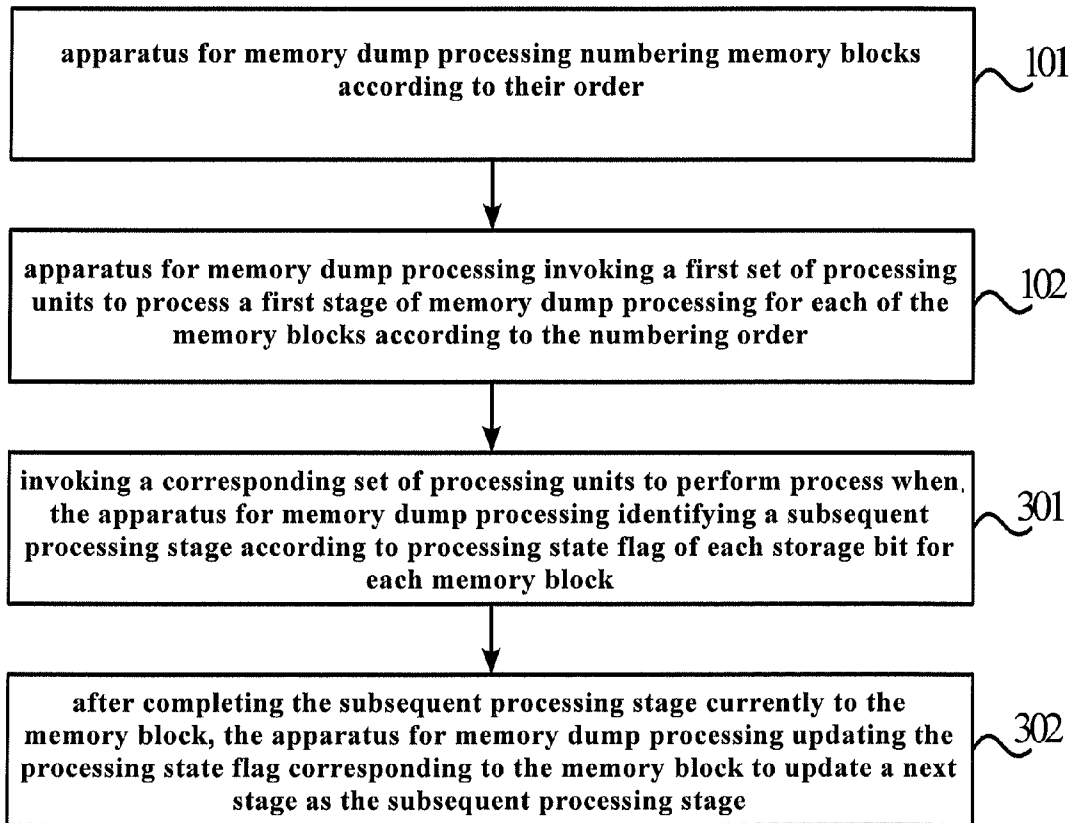 apparatus for memory dump processing numbering memory blocks
according to their order
101
apparatus for memory dump processing invoking a first set of processing
units to process a first stage of memory dump processing for each of the
memory blocks according to the numbering order
102
invoking a corresponding set of processing units to perform process when,
the apparatus for memory dump processing identifying a subsequent
processing stage according to processing state flag of each storage bit for
each memory block
301
after completing the subsequent processing stage currently to the
memory block, the apparatus for memory dump processing updating the
processing state flag corresponding to the memory block to update a next
stage as the subsequent processing stage
302